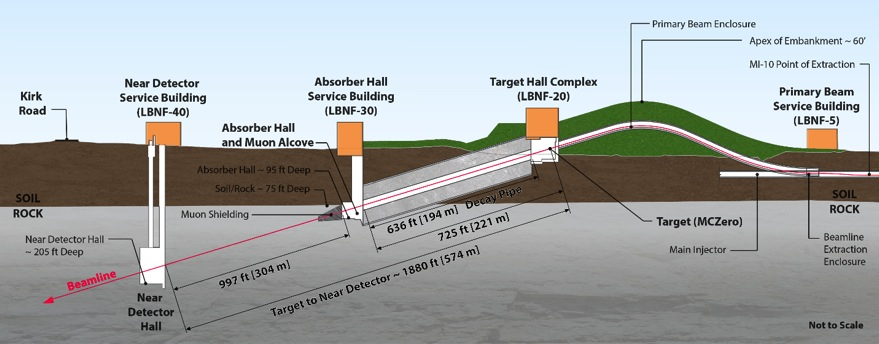 Primary Beam Enclosure
Apex of Embankment ~ 60'
MI-10 Point of Extraction
Near Detector
Service Building
(LBNF-40)
Absorber Hall
Service Building
(LBNF-30)
Target Hall Complex
(LBNF-20)
Primary Beam
Service Building
(LBNF-5)
Kirk
Road
Absorber Hall
and Muon Alcove
Absorber Hall ~ 95 ft Deep
Soil/Rock ~ 75 ft Deep
Muon Shielding
SOIL
ROCK
SOIL
ROCK
636 ft [194 m] Decay Pipe
725 ft [221 m]
Target (MCZero)
Main Injector
Beamline
Extraction
Enclosure
Near Detector Hall
~ 205 ft Deep
Beamline
997 ft [304 m]
Target to Near Detector ~ 1880 ft [574 m]
Near
Detector
Hall
Not to Scale